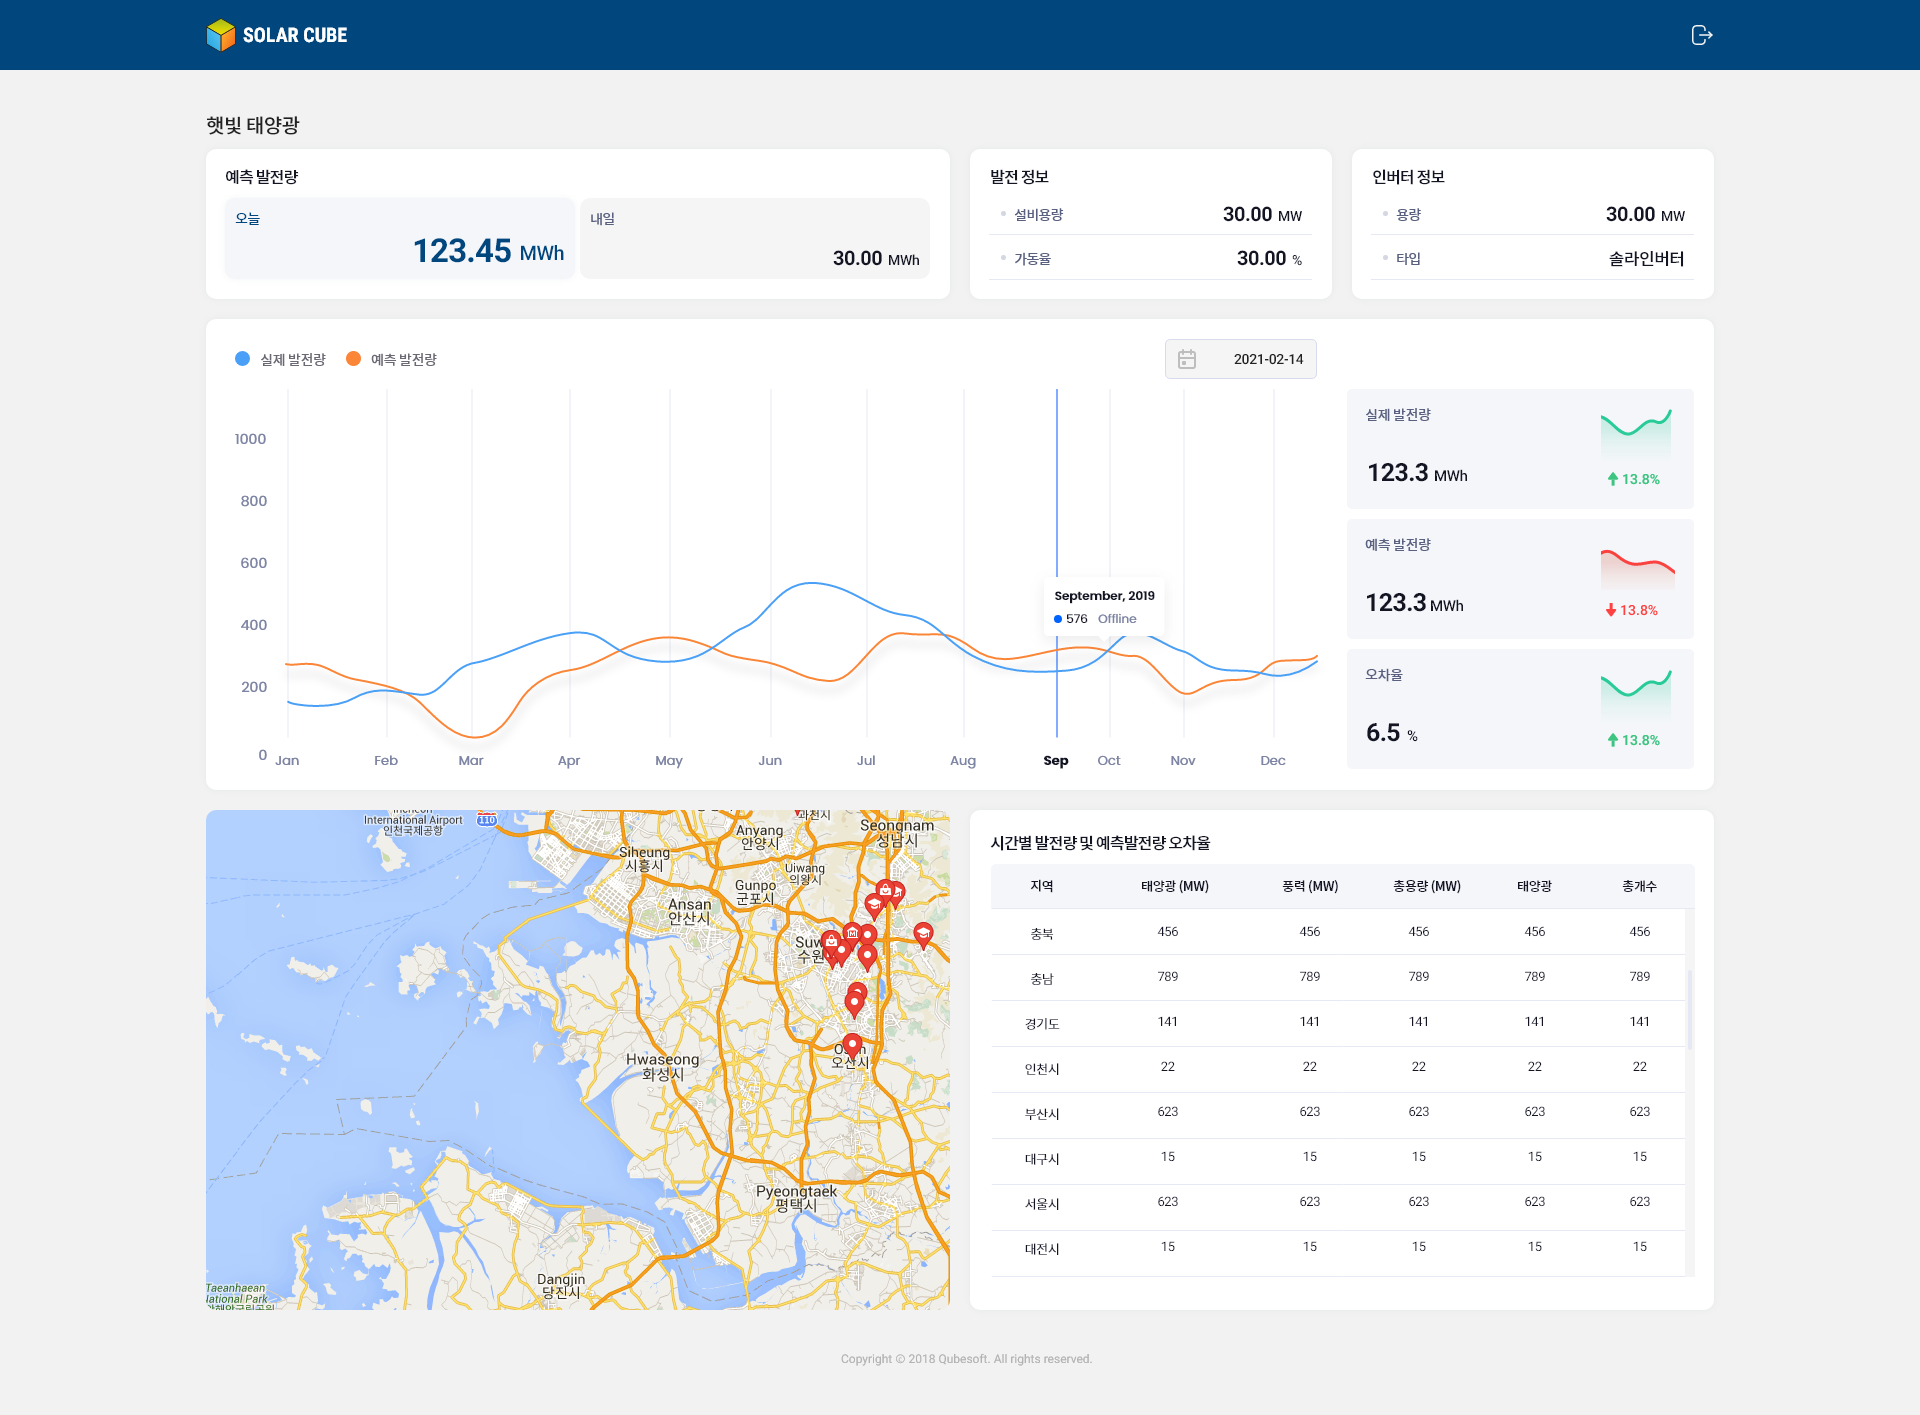 SOLAR CUBE
햇빛 태양광
예측 발전량
오늘
123.45 MWh
내일
30.00 MWh
발전 정보
설비용량 30.00 MW
가동율 30.00 %
인버터 정보
용량 30.00 MW
타입 솔라인버터
실제 발전량 예측 발전량
2021-02-14
1000
800
600
400
200
0
September, 2019
576 Offline
Jan Feb Mar Apr May Jun Jul Aug Sep Oct Nov Dec
실제 발전량
123.3 MWh
13.8%
예측 발전량
123.3 MWh
13.8%
오차율
6.5 %
13.8%
International Airport
인천국제공항
110
과천시
Anyang
안양시
Seongnam
성남시
Siheung
시흥시
Uiwang
의왕시
Gunpo
군포시
Ansan
안산시
수원
Hwaseong
화성시
오산시
Pyeongtaek
평택시
Dangjin
당진시
Taeanhaean
National Park
시간별 발전량 및 예측발전량 오차율
지역 태양광 (MW) 풍력 (MW) 총용량 (MW) 태양광 총개수
충북 456 456 456 456 456
충남 789 789 789 789 789
경기도 141 141 141 141 141
인천시 22 22 22 22 22
부산시 623 623 623 623 623
대구시 15 15 15 15 15
서울시 623 623 623 623 623
대전시 15 15 15 15 15
Copyright © 2018 Qubesoft. All rights reserved.